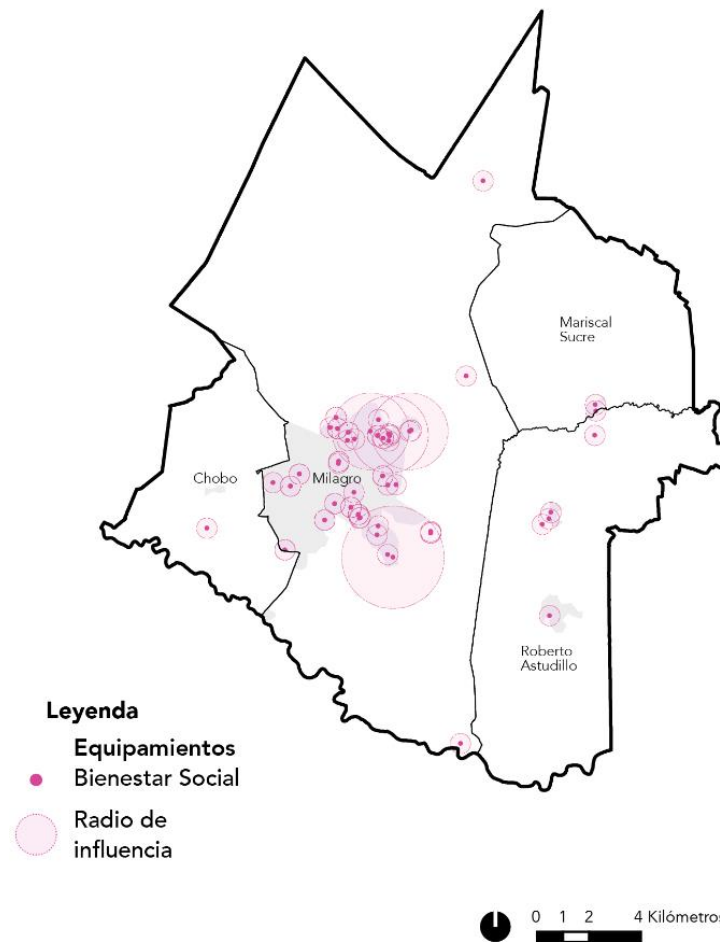 Mariscal
Sucre
Chobo
Milagro
Roberto
Astudillo
Leyenda
Equipamientos
Bienestar Social
Radio de
influencia
0 1 2 4 Kilómetros